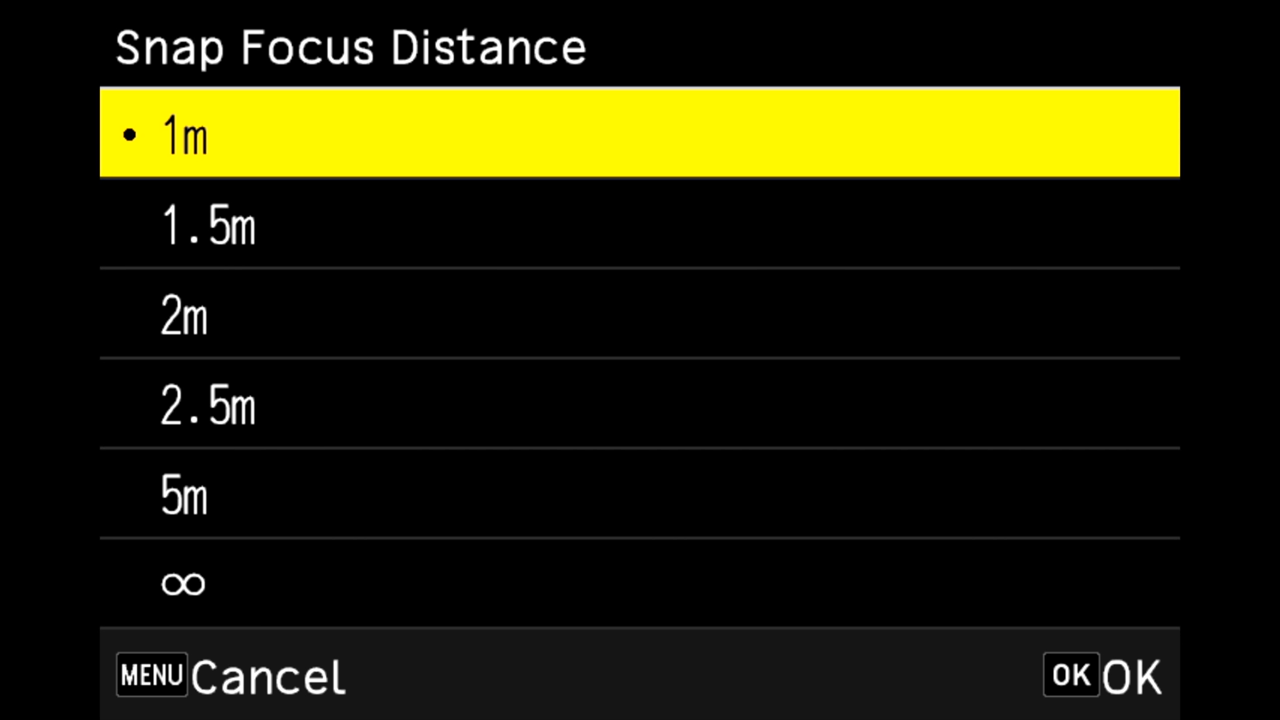 Snap Focus Distance
• 1m
1.5m
2m
2.5m
5m
∞
MENU Cancel OK OK